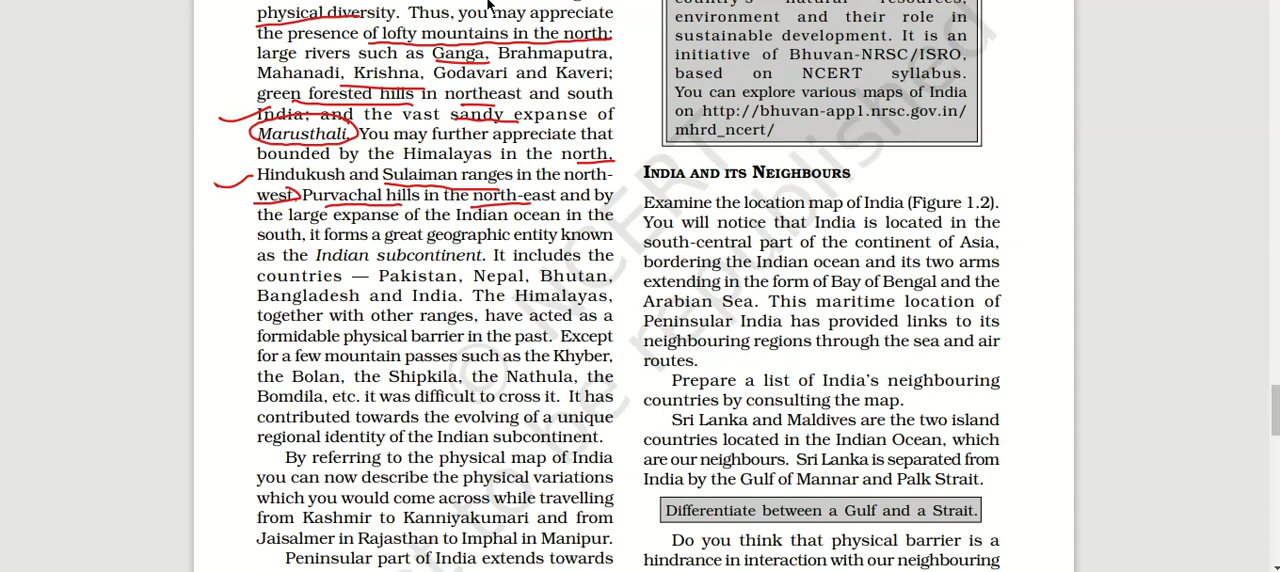 physical diversity. Thus, you may appreciate
the presence of lofty mountains in the north;
large rivers such as Ganga, Brahmaputra,
Mahanadi, Krishna, Godavari and Kaveri;
green forested hills in northeast and south
India; and the vast sandy expanse of
Marusthali. You may further appreciate that
bounded by the Himalayas in the north,
Hindukush and Sulaiman ranges in the north-
west, Purvachal hills in the north-east and by
the large expanse of the Indian ocean in the
south, it forms a great geographic entity known
as the Indian subcontinent. It includes the
countries — Pakistan, Nepal, Bhutan,
Bangladesh and India. The Himalayas,
together with other ranges, have acted as a
formidable physical barrier in the past. Except
for a few mountain passes such as the Khyber,
the Bolan, the Shipkila, the Nathula, the
Bomdila, etc. it was difficult to cross it. It has
contributed towards the evolving of a unique
regional identity of the Indian subcontinent.
By referring to the physical map of India
you can now describe the physical variations
which you would come across while travelling
from Kashmir to Kanniyakumari and from
Jaisalmer in Rajasthan to Imphal in Manipur.
Peninsular part of India extends towards
country's natural resources,
environment and their role in
sustainable development. It is an
initiative of Bhuvan-NRSC/ISRO,
based on NCERT syllabus.
You can explore various maps of India
on http://bhuvan-app1.nrsc.gov.in/
mhrd_ncert/
INDIA AND ITS NEIGHBOURS
Examine the location map of India (Figure 1.2).
You will notice that India is located in the
south-central part of the continent of Asia,
bordering the Indian ocean and its two arms
extending in the form of Bay of Bengal and the
Arabian Sea. This maritime location of
Peninsular India has provided links to its
neighbouring regions through the sea and air
routes.
Prepare a list of India's neighbouring
countries by consulting the map.
Sri Lanka and Maldives are the two island
countries located in the Indian Ocean, which
are our neighbours. Sri Lanka is separated from
India by the Gulf of Mannar and Palk Strait.
Differentiate between a Gulf and a Strait.
Do you think that physical barrier is a
hindrance in interaction with our neighbouring
© NCERT
to be republished